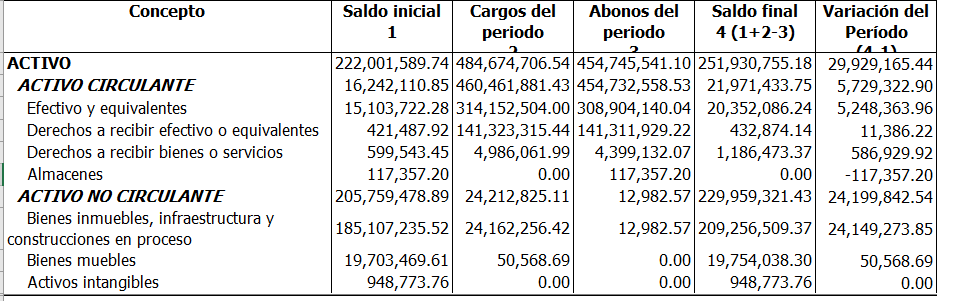 Concepto Saldo inicial Cargos del Abonos del Saldo final Variación del
1 periodo periodo 4 (1+2-3) Período
2 3 (4-1)
ACTIVO 222,001,589.74 484,674,706.54 454,745,541.10 251,930,755.18 29,929,165.44
ACTIVO CIRCULANTE 16,242,110.85 460,461,881.43 454,732,558.53 21,971,433.75 5,729,322.90
Efectivo y equivalentes 15,103,722.28 314,152,504.00 308,904,140.04 20,352,086.24 5,248,363.96
Derechos a recibir efectivo o equivalentes 421,487.92 141,323,315.44 141,311,929.22 432,874.14 11,386.22
Derechos a recibir bienes o servicios 599,543.45 4,986,061.99 4,399,132.07 1,186,473.37 586,929.92
Almacenes 117,357.20 0.00 117,357.20 0.00 -117,357.20
ACTIVO NO CIRCULANTE 205,759,478.89 24,212,825.11 12,982.57 229,959,321.43 24,199,842.54
Bienes inmuebles, infraestructura y
construcciones en proceso 185,107,235.52 24,162,256.42 12,982.57 209,256,509.37 24,149,273.85
Bienes muebles 19,703,469.61 50,568.69 0.00 19,754,038.30 50,568.69
Activos intangibles 948,773.76 0.00 0.00 948,773.76 0.00